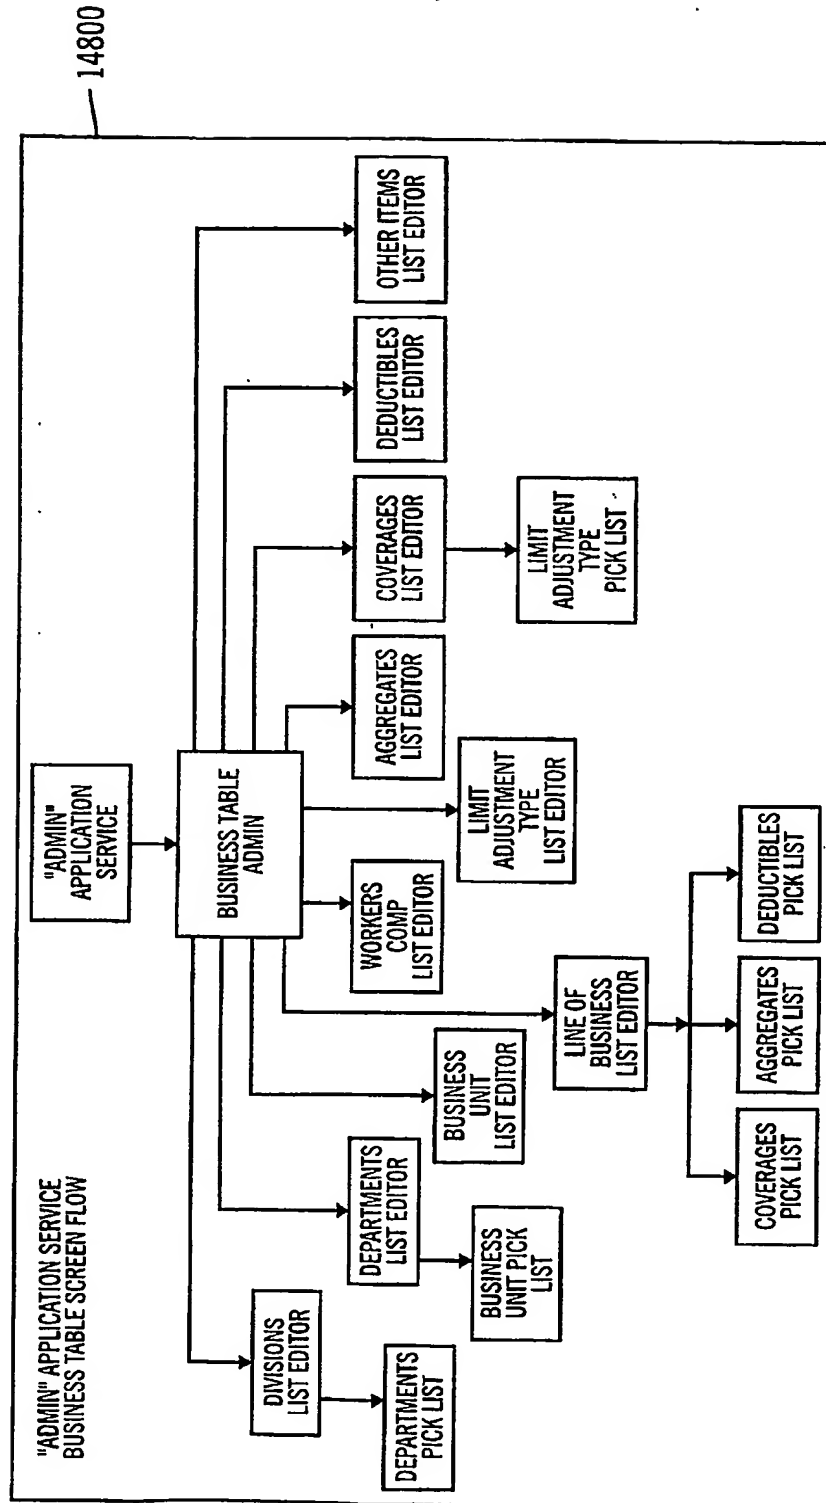 14800
"ADMIN" APPLICATION SERVICE
BUSINESS TABLE SCREEN FLOW
"ADMIN"
APPLICATION
SERVICE
BUSINESS TABLE
ADMIN
DIVISIONS
LIST EDITOR
DEPARTMENTS
PICK LIST
DEPARTMENTS
LIST EDITOR
BUSINESS
UNIT PICK
LIST
BUSINESS
UNIT
LIST EDITOR
LINE OF
BUSINESS
LIST EDITOR
COVERAGES
PICK LIST
AGGREGATES
PICK LIST
DEDUCTIBLES
PICK LIST
WORKERS
COMP
LIST EDITOR
LIMIT
ADJUSTMENT
TYPE
LIST EDITOR
AGGREGATES
LIST EDITOR
COVERAGES
LIST EDITOR
LIMIT
ADJUSTMENT
TYPE
PICK LIST
DEDUCTIBLES
LIST EDITOR
OTHER ITEMS
LIST EDITOR